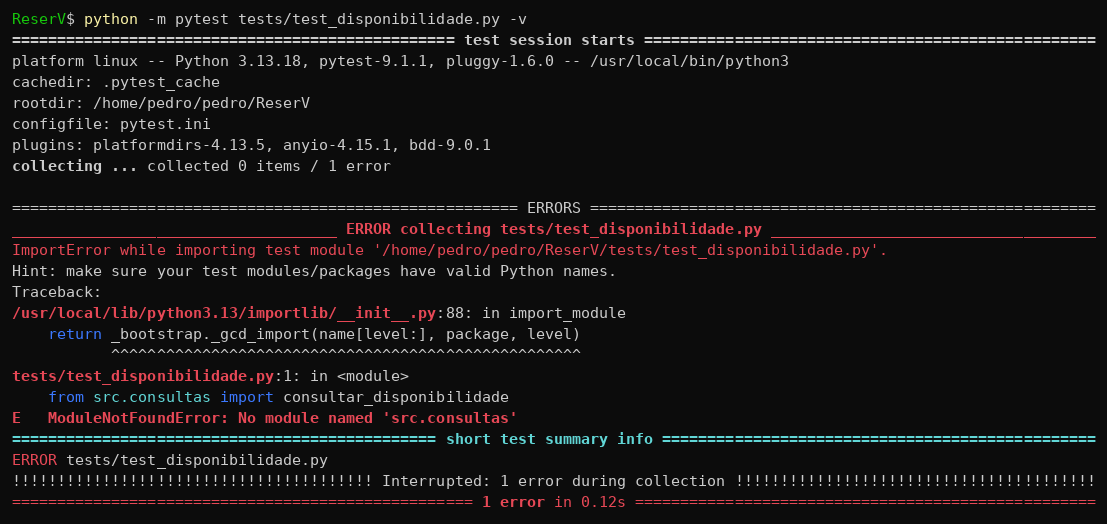 ReserV$ python -m pytest tests/test_disponibilidade.py -v
================================================= test session starts ==================================================
platform linux -- Python 3.13.18, pytest-9.1.1, pluggy-1.6.0 -- /usr/local/bin/python3
cachedir: .pytest_cache
rootdir: /home/pedro/pedro/ReserV
configfile: pytest.ini
plugins: platformdirs-4.13.5, anyio-4.15.1, bdd-9.0.1
collecting ... collected 0 items / 1 error

======================================================== ERRORS ========================================================
____________________________________ ERROR collecting tests/test_disponibilidade.py ____________________________________
ImportError while importing test module '/home/pedro/pedro/ReserV/tests/test_disponibilidade.py'.
Hint: make sure your test modules/packages have valid Python names.
Traceback:
/usr/local/lib/python3.13/importlib/__init__.py:88: in import_module
    return _bootstrap._gcd_import(name[level:], package, level)
           ^^^^^^^^^^^^^^^^^^^^^^^^^^^^^^^^^^^^^^^^^^^^^^^^^^^^
tests/test_disponibilidade.py:1: in <module>
    from src.consultas import consultar_disponibilidade
E   ModuleNotFoundError: No module named 'src.consultas'
=============================================== short test summary info ================================================
ERROR tests/test_disponibilidade.py
!!!!!!!!!!!!!!!!!!!!!!!!!!!!!!!!!!!!!!!! Interrupted: 1 error during collection !!!!!!!!!!!!!!!!!!!!!!!!!!!!!!!!!!!!!!!!
=================================================== 1 error in 0.12s ===================================================